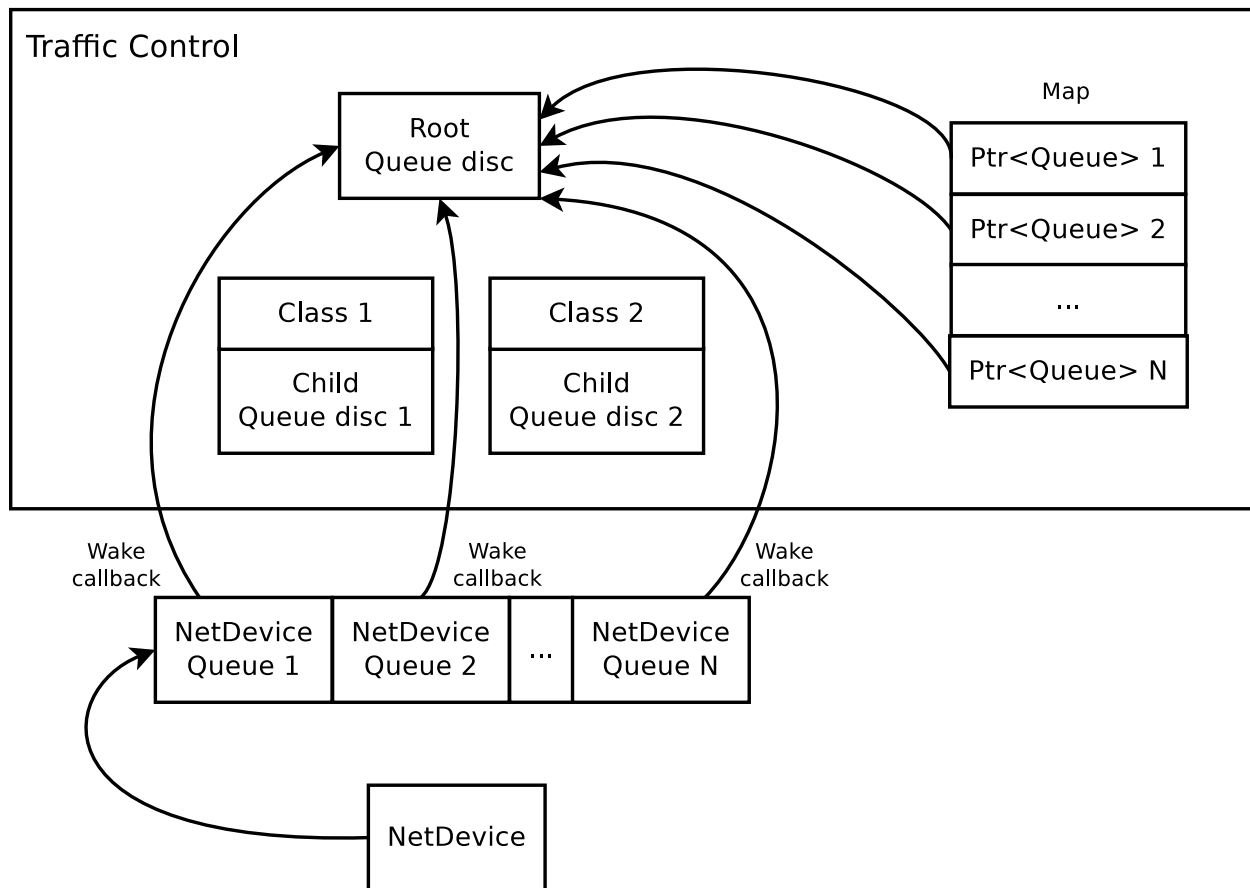 Traffic Control
Root
Queue disc
Map
Ptr<Queue> 1
Ptr<Queue> 2
...
Ptr<Queue> N
Class 1
Child
Queue disc 1
Class 2
Child
Queue disc 2
Wake
callback
Wake
callback
Wake
callback
NetDevice
Queue 1
NetDevice
Queue 2
...
NetDevice
Queue N
NetDevice